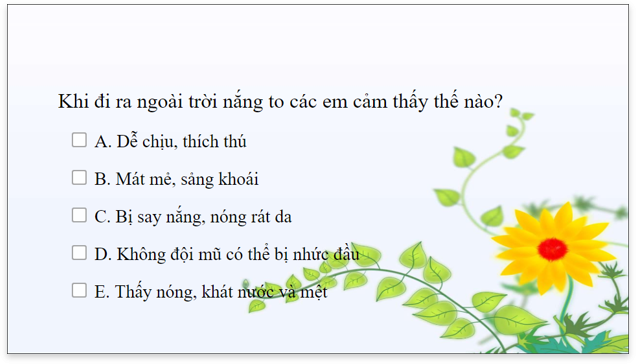 Khi đi ra ngoài trời nắng to các em cảm thấy thế nào?
A. Dễ chịu, thích thú
B. Mát mẻ, sảng khoái
C. Bị say nắng, nóng rát da
D. Không đội mũ có thể bị nhức đầu
E. Thấy nóng, khát nước và mệt